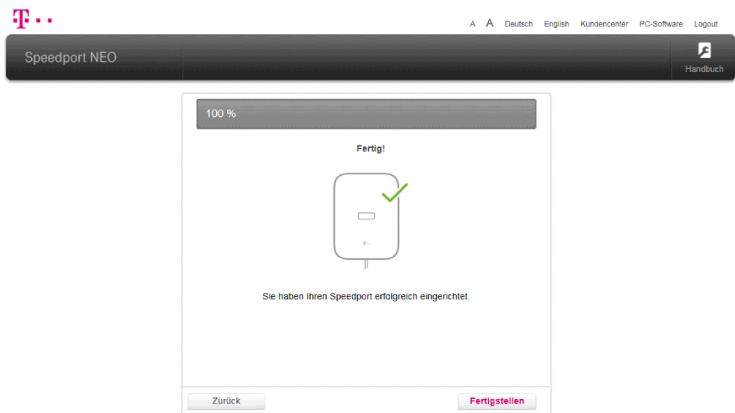 T
A A Deutsch English Kundencenter PC-Software Logout
Speedport NEO
Handbuch
100 %
Fertig!
Sie haben Ihren Speedport erfolgreich eingerichtet.
Zurück Fertigstellen